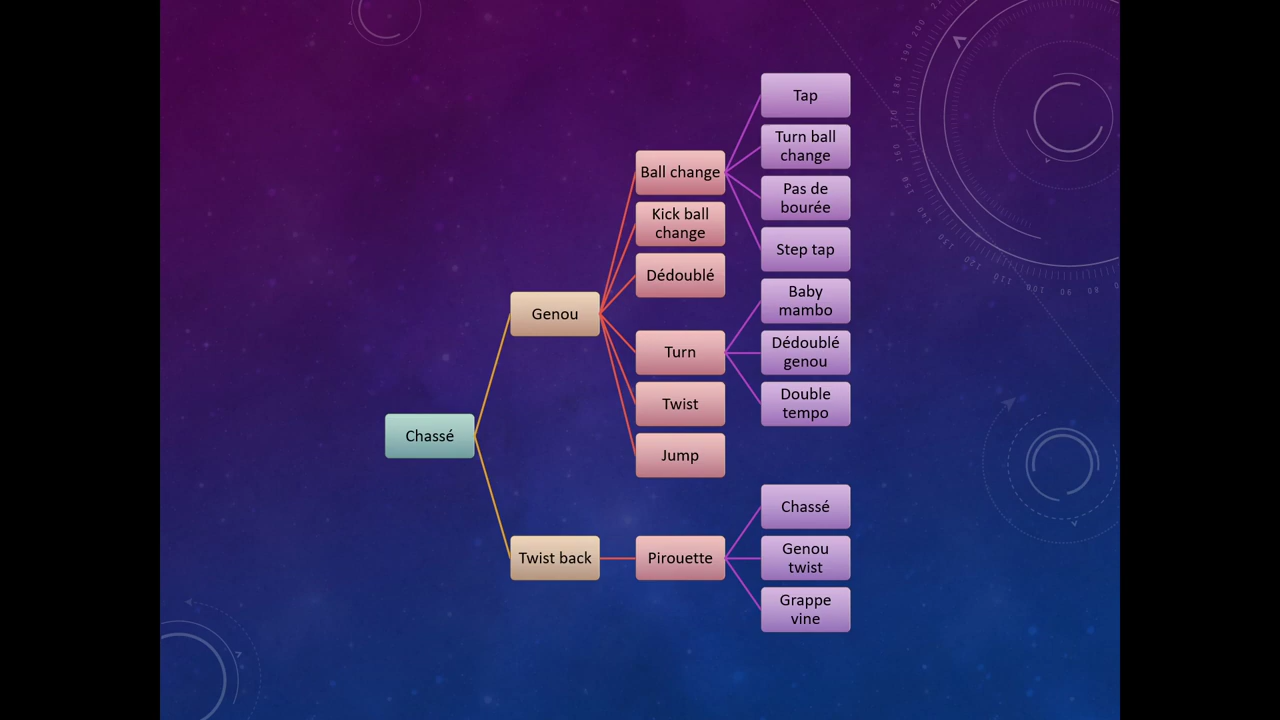 Tap
Turn ball
change
Ball change
Pas de
bourée
Kick ball
change
Step tap
Dédoublé
Baby
mambo
Genou
Turn
Dédoublé
genou
Twist
Double
tempo
Chassé
Jump
Chassé
Twist back
Pirouette
Genou
twist
Grappe
vine